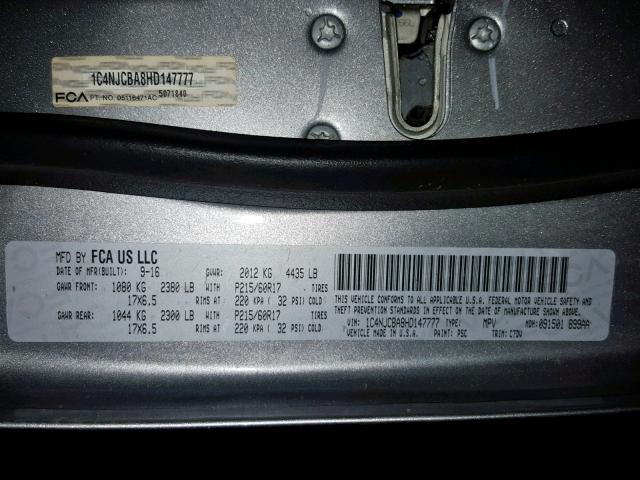 1C4NJCBA8HD147777
FCA PT. NO. 05116471AC 5071840
MFD BY FCA US LLC
DATE OF MFR(BUILT): 9-16 GVWR: 2012 KG 4435 LB
GAWR FRONT: 1080 KG 2380 LB WITH P215/60R17 TIRES
17X6.5 RIMS AT 220 KPA ( 32 PSI) COLD
GAWR REAR: 1044 KG 2300 LB WITH P215/60R17 TIRES
17X6.5 RIMS AT 220 KPA ( 32 PSI) COLD
THIS VEHICLE CONFORMS TO ALL APPLICABLE U.S.A. FEDERAL MOTOR VEHICLE SAFETY AND
THEFT PREVENTION STANDARDS IN EFFECT ON THE DATE OF MANUFACTURE SHOWN ABOVE.
VIN: 1C4NJCBA8HD147777 TYPE: MPV MDH: 091501 899AA
VEHICLE MADE IN U.S.A. PAINT: PSC TRIM: C7DV